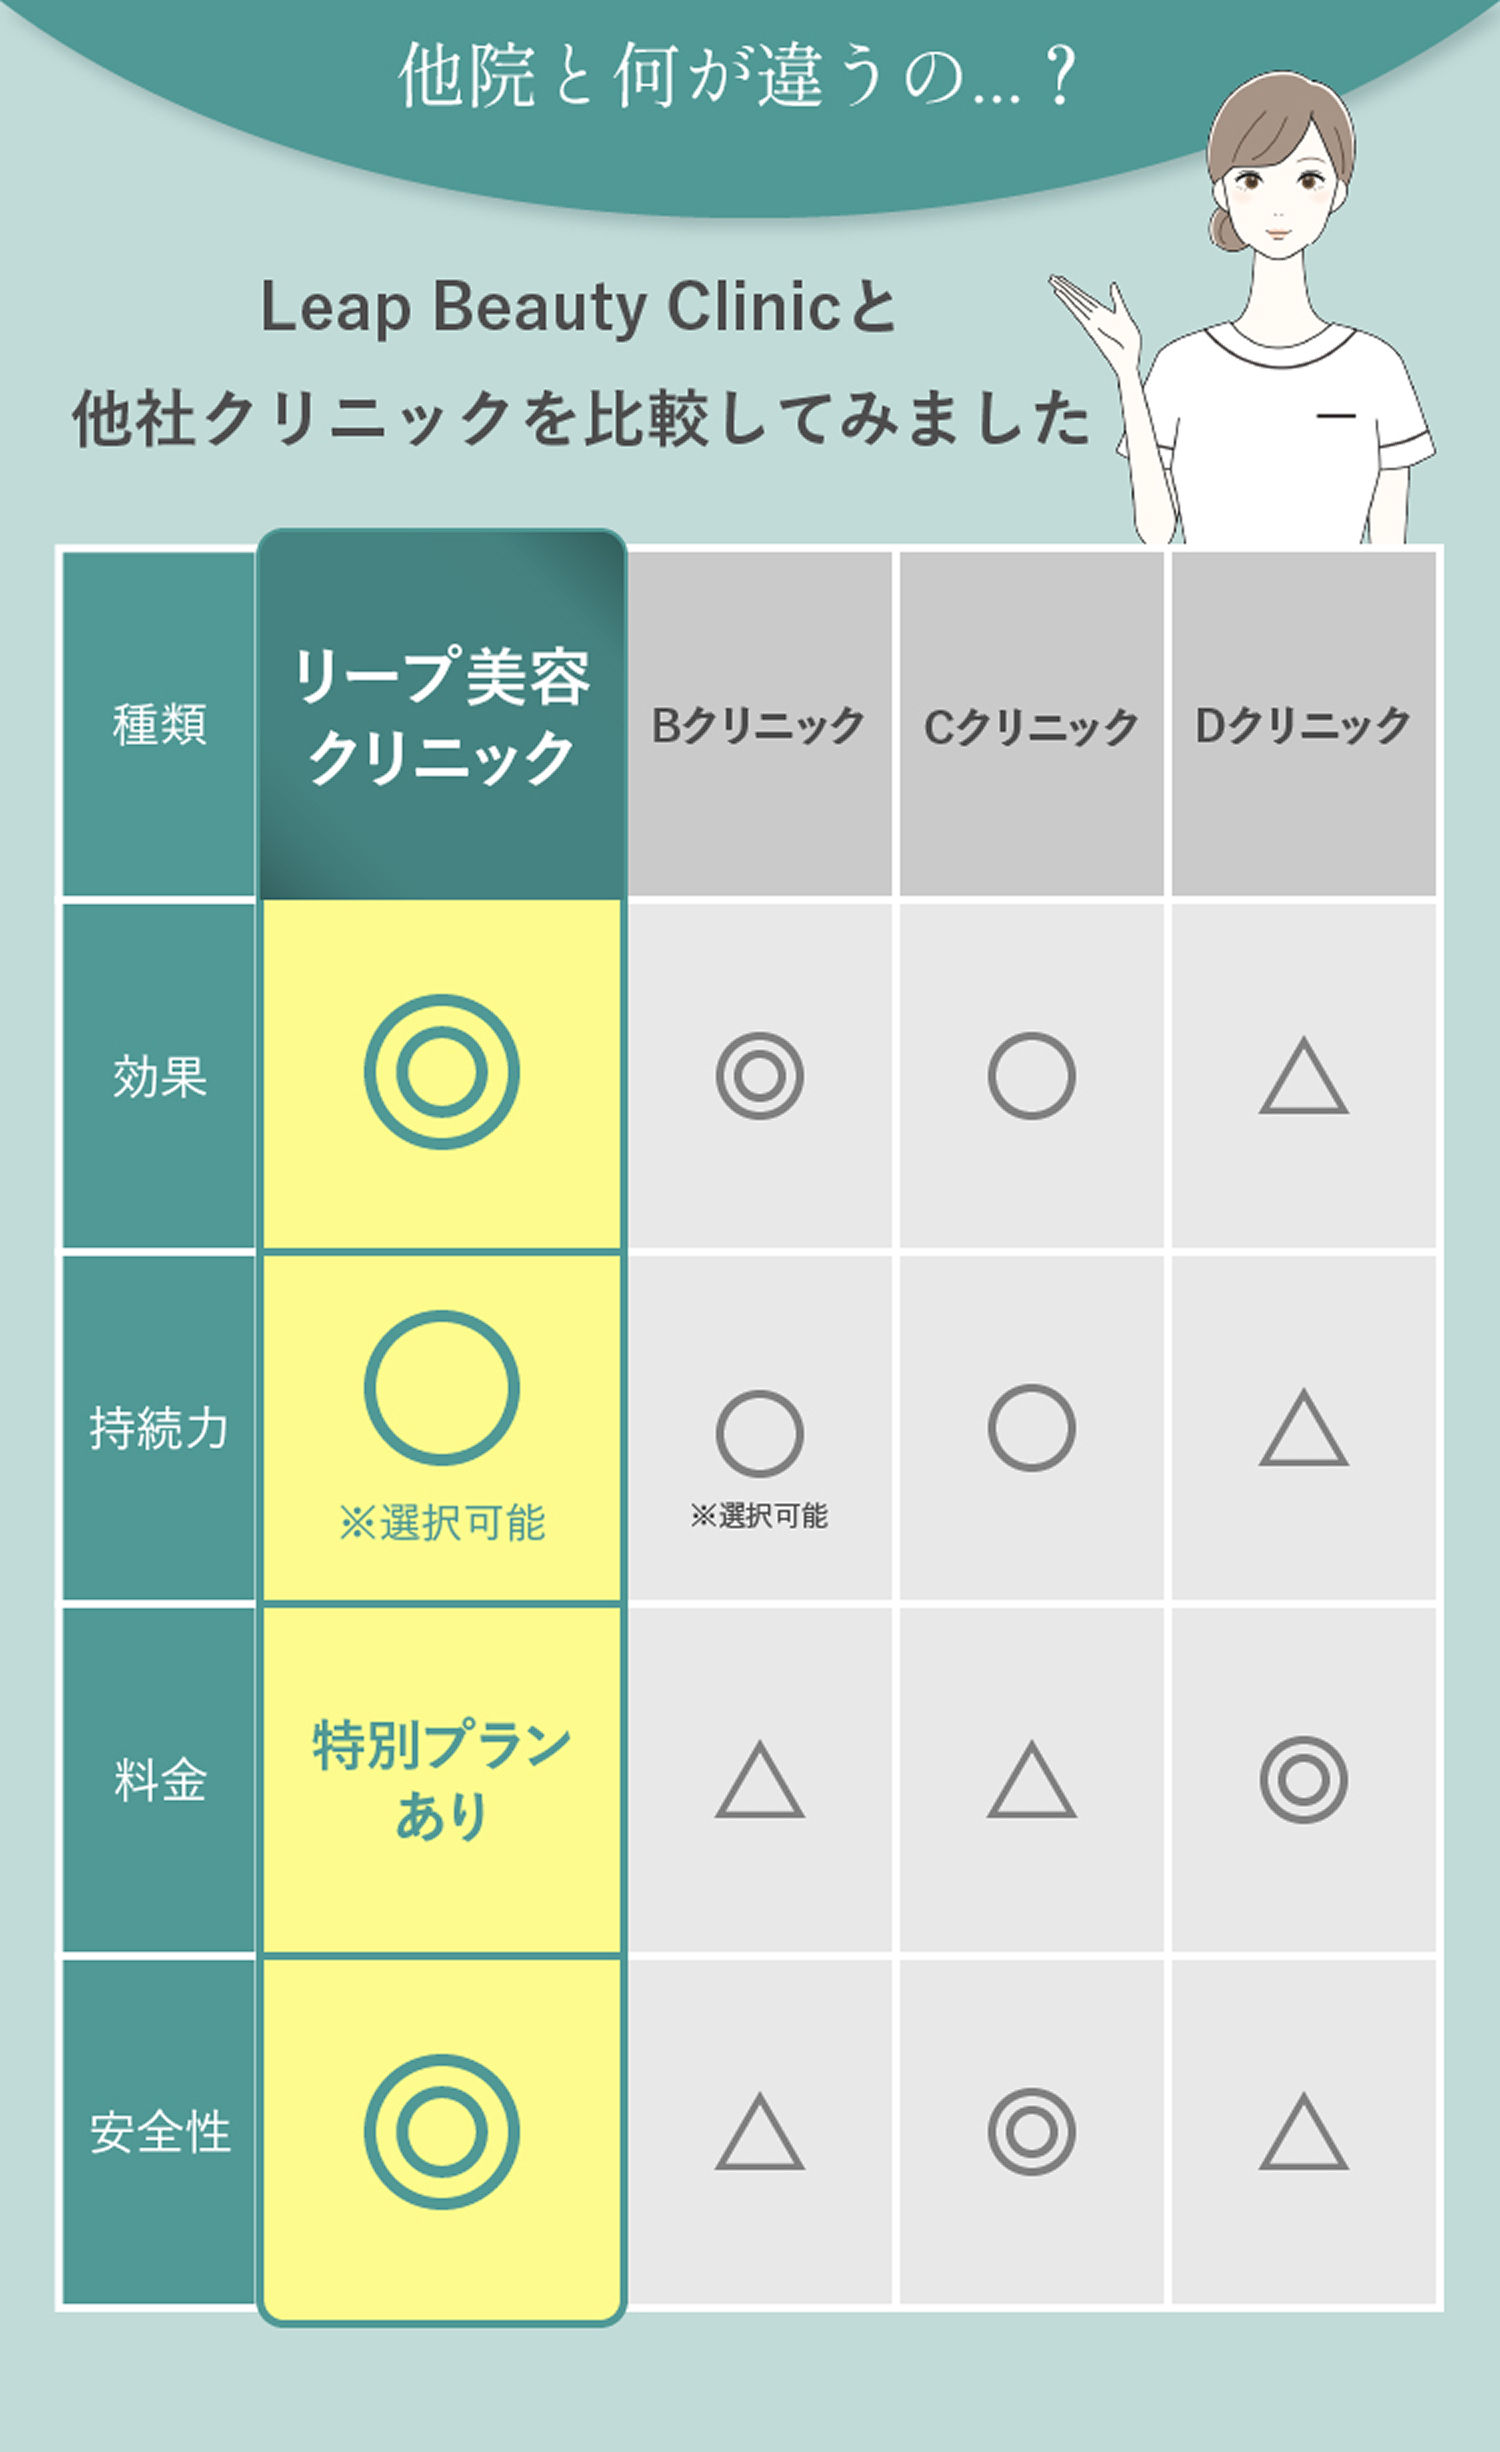 他院と何が違うの...？
Leap Beauty Clinicと
他社クリニックを比較してみました
種類
リープ美容
クリニック
Bクリニック
Cクリニック
Dクリニック
効果
◎
◎
○
△
持続力
○
※選択可能
○
※選択可能
○
△
料金
特別プラン
あり
△
△
◎
安全性
◎
△
◎
△